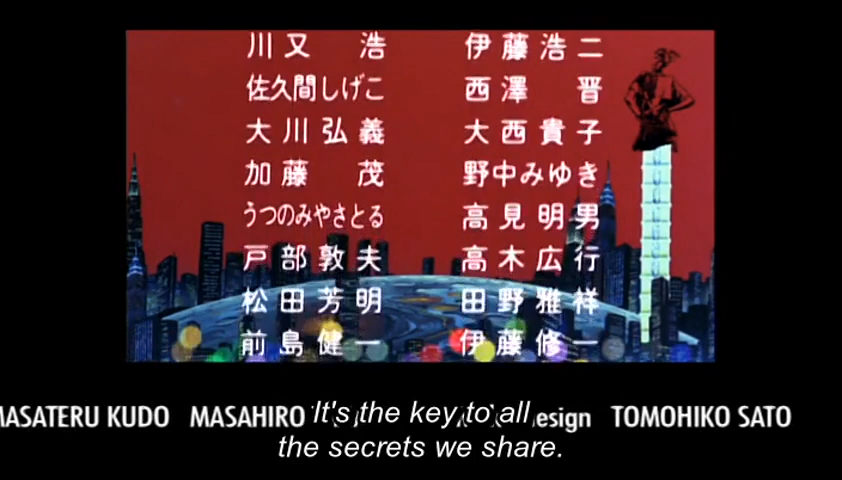 川又 浩 伊藤浩二
佐久間しげこ 西澤 晋
大川弘義 大西貴子
加藤 茂 野中みゆき
うつのみやさとる 高見明男
戸部敦夫 高木広行
松田芳明 田野雅祥
前島健一 伊藤修一
MASATERU KUDO MASAHIRO esign TOMOHIKO SATO
It's the key to all
the secrets we share.